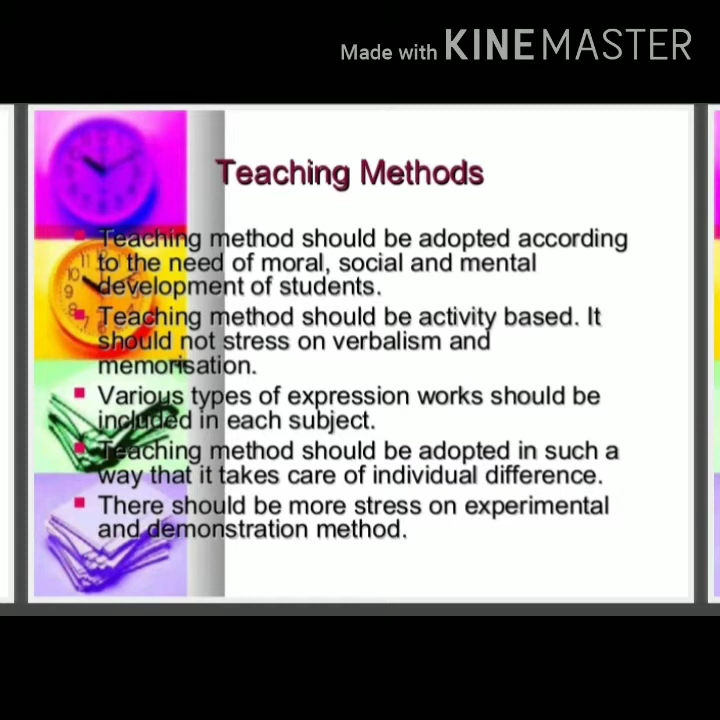 Made with KINEMASTER
Teaching Methods
Teaching method should be adopted according
to the need of moral, social and mental
development of students.
Teaching method should be activity based. It
should not stress on verbalism and
memorisation.
Various types of expression works should be
included in each subject.
Teaching method should be adopted in such a
way that it takes care of individual difference.
There should be more stress on experimental
and demonstration method.